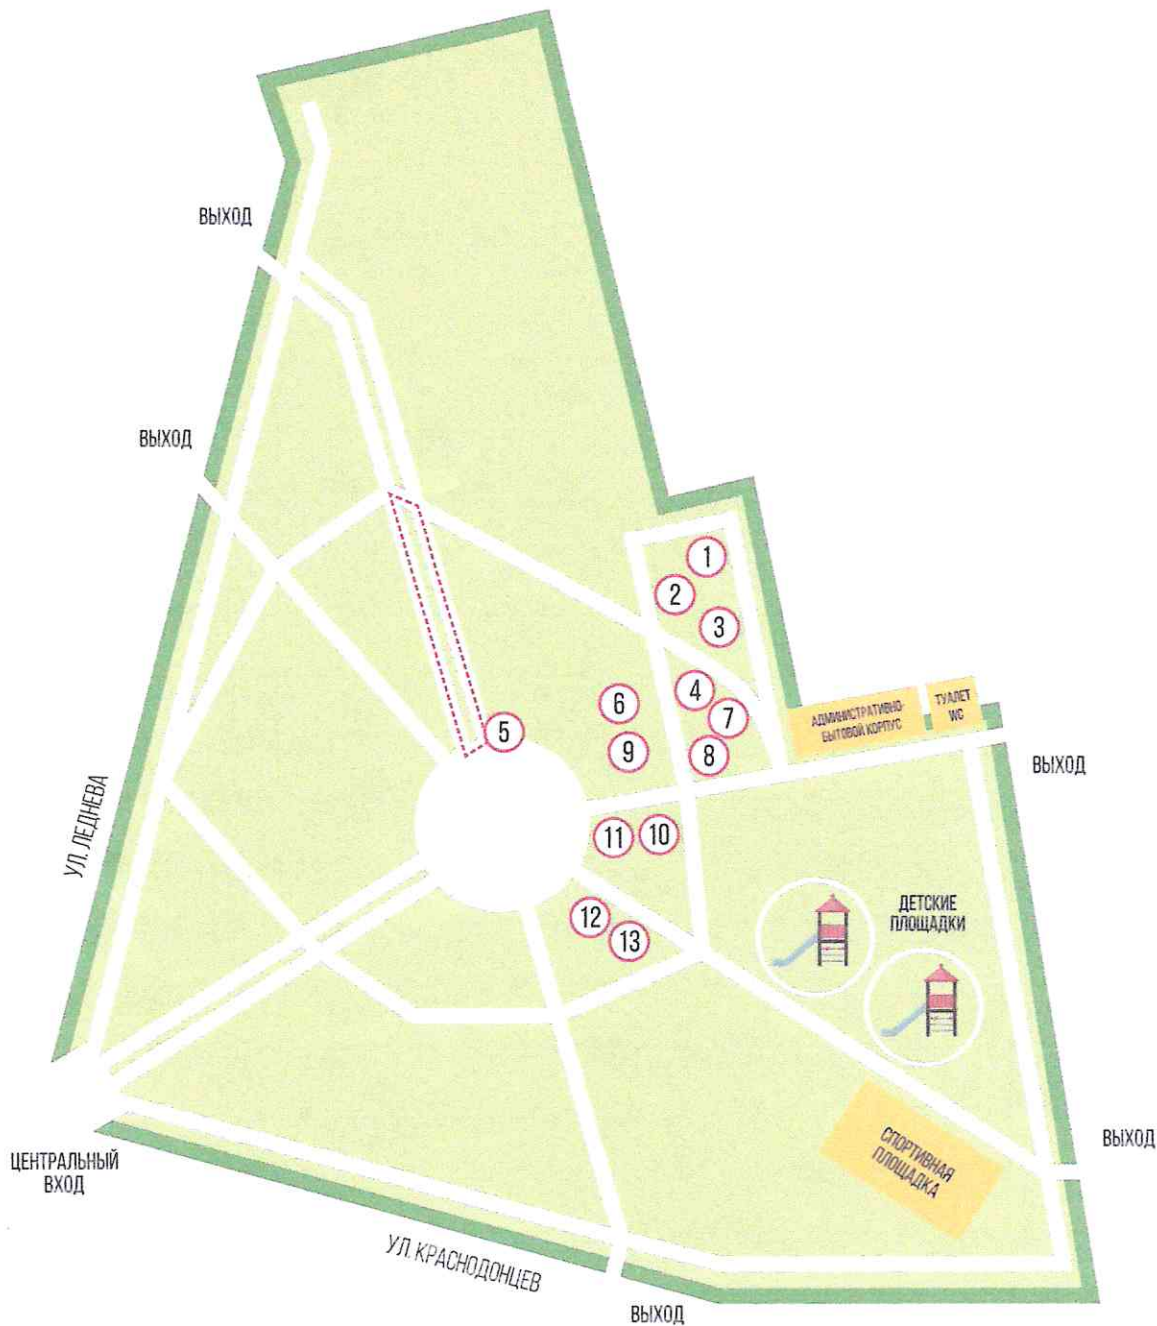 ВЫХОД
ВЫХОД
1
2
3
4
6
7
5
9
8
АДМИНИСТРАТИВНО-
БЫТОВОЙ КОРПУС
ТУАЛЕТ
WC
ВЫХОД
УЛ. ЛЕДНЕВА
11
10
12
13
ДЕТСКИЕ
ПЛОЩАДКИ
СПОРТИВНАЯ
ПЛОЩАДКА
ВЫХОД
ЦЕНТРАЛЬНЫЙ
ВХОД
УЛ. КРАСНОДОНЦЕВ
ВЫХОД